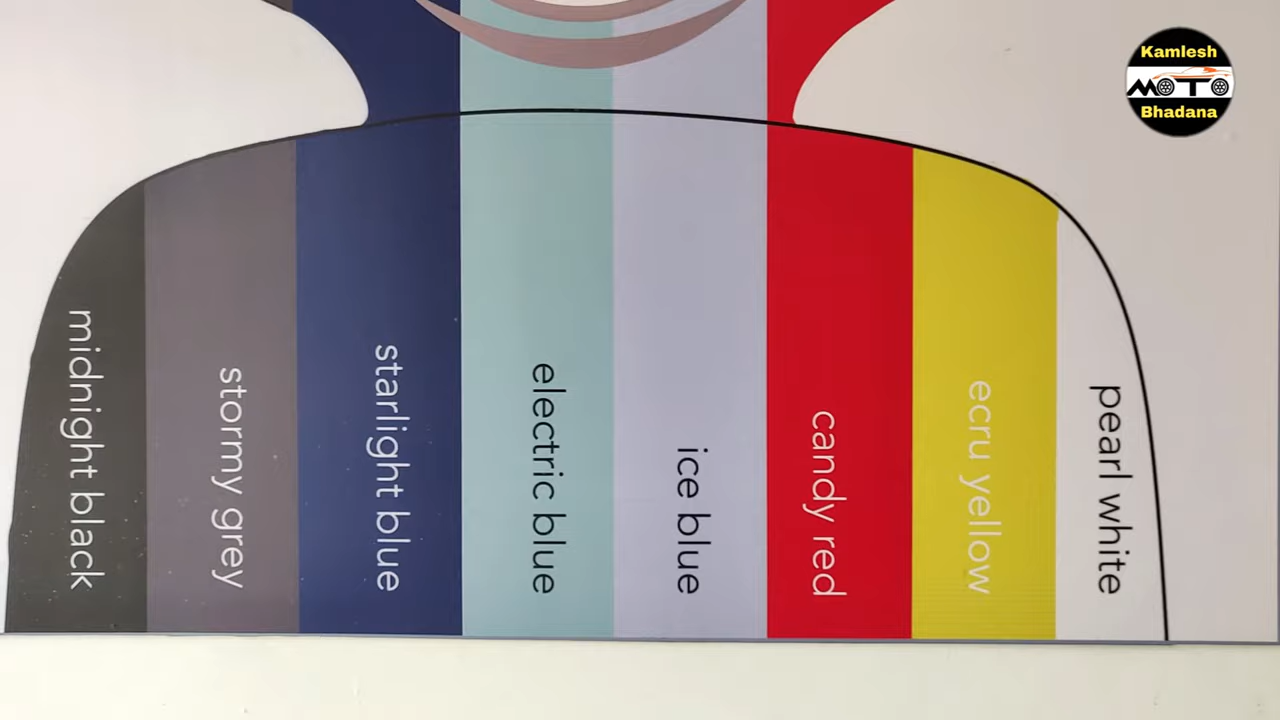 midnight black
stormy grey
starlight blue
electric blue
ice blue
candy red
ecru yellow
pearl white
Kamlesh
MOTO
Bhadana